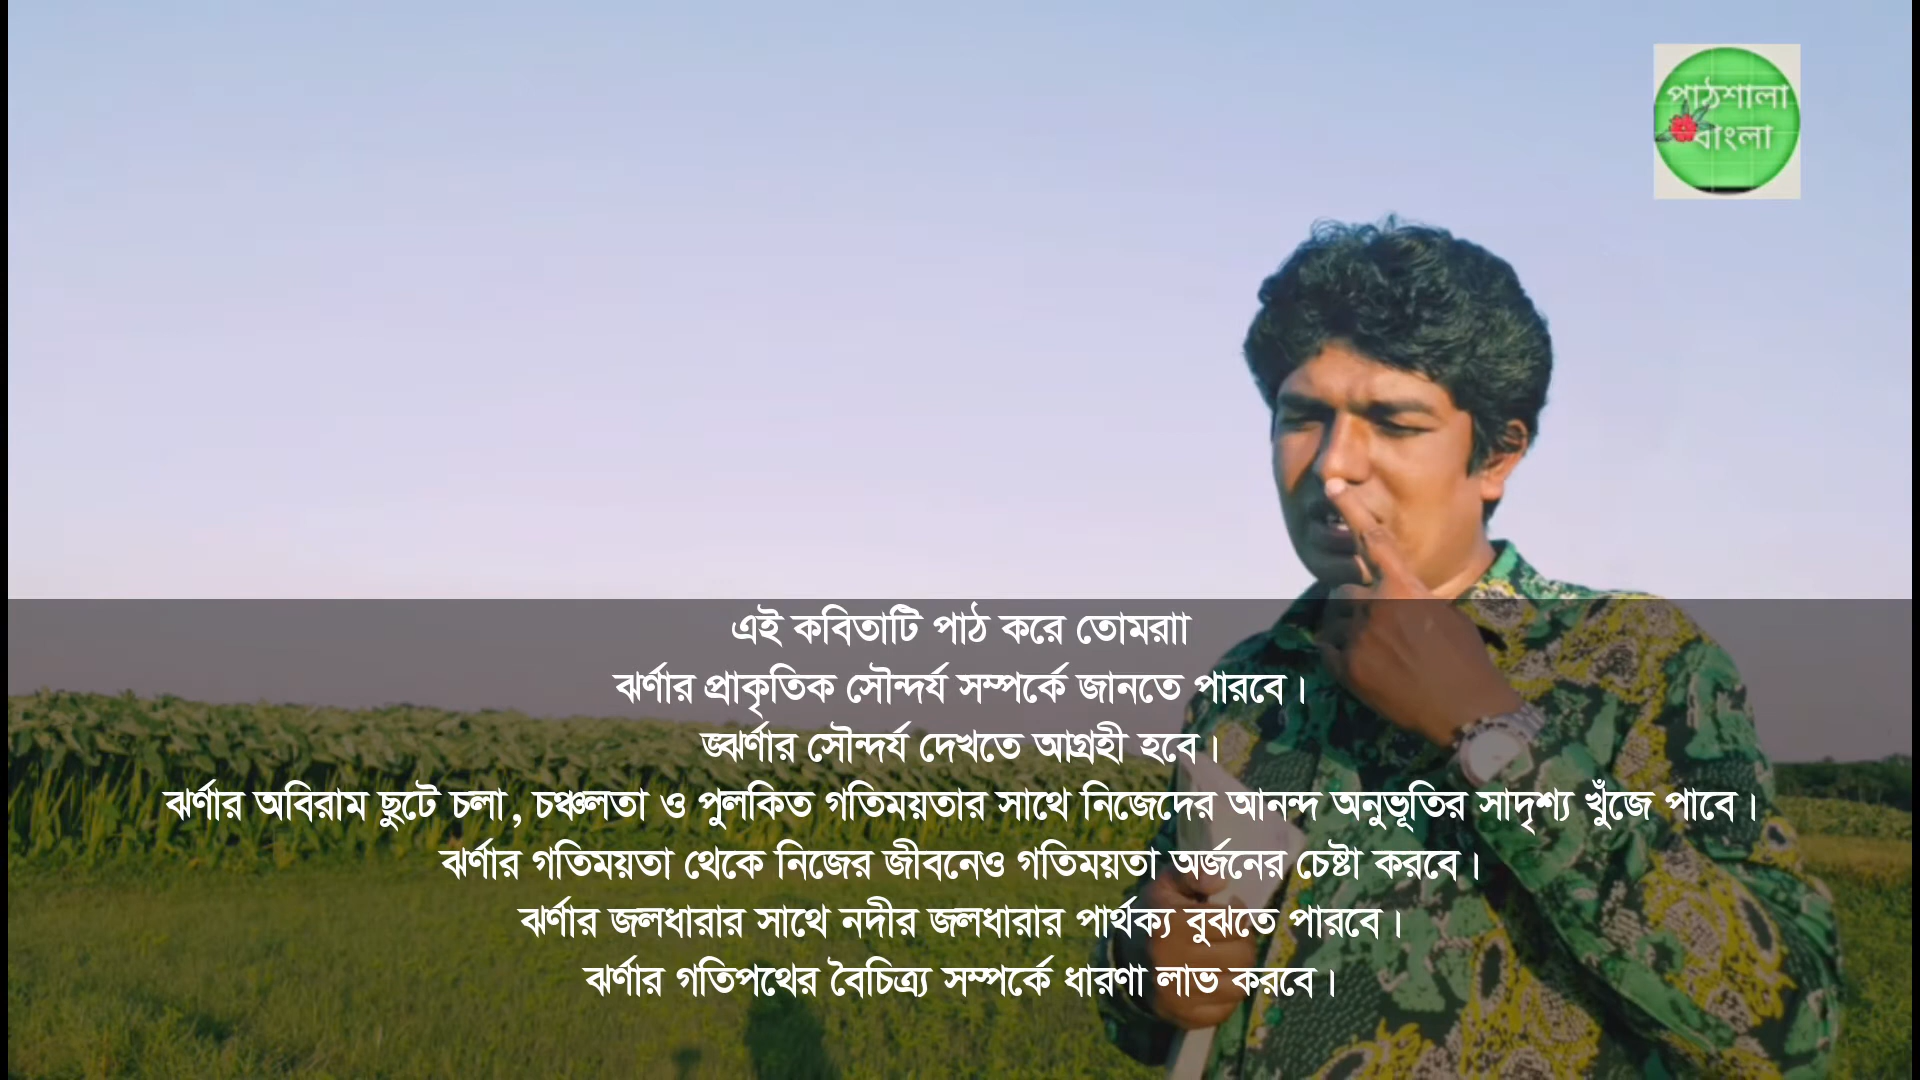 পাঠশালা
বাংলা
এই কবিতাটি পাঠ করে তোমরাা
ঝর্ণার প্রাকৃতিক সৌন্দর্য সম্পর্কে জানতে পারবে।
ঝর্ণার সৌন্দর্য দেখতে আগ্রহী হবে।
ঝর্ণার অবিরাম ছুটে চলা, চঞ্চলতা ও পুলকিত গতিময়তার সাথে নিজেদের আনন্দ অনুভূতির সাদৃশ্য খুঁজে পাবে।
ঝর্ণার গতিময়তা থেকে নিজের জীবনেও গতিময়তা অর্জনের চেষ্টা করবে।
ঝর্ণার জলধারার সাথে নদীর জলধারার পার্থক্য বুঝতে পারবে।
ঝর্ণার গতিপথের বৈচিত্র্য সম্পর্কে ধারণা লাভ করবে।